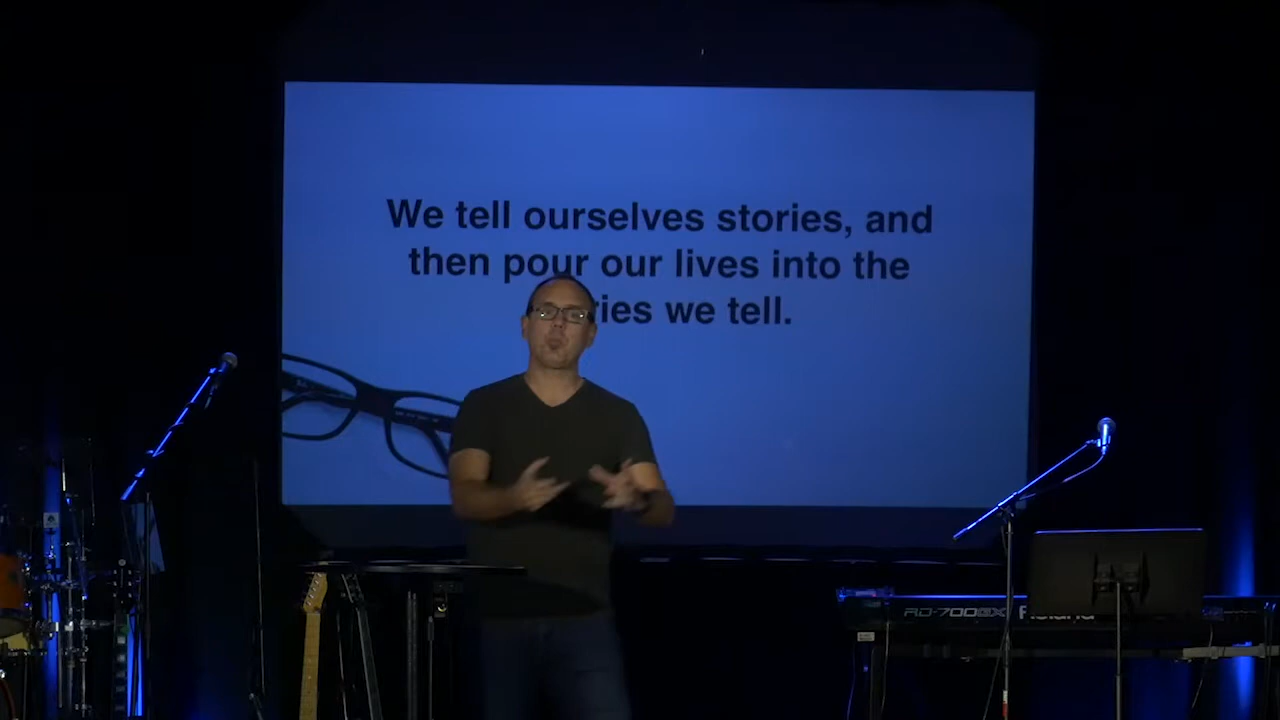 We tell ourselves stories, and
then pour our lives into the
ries we tell.
RD-700GX Roland